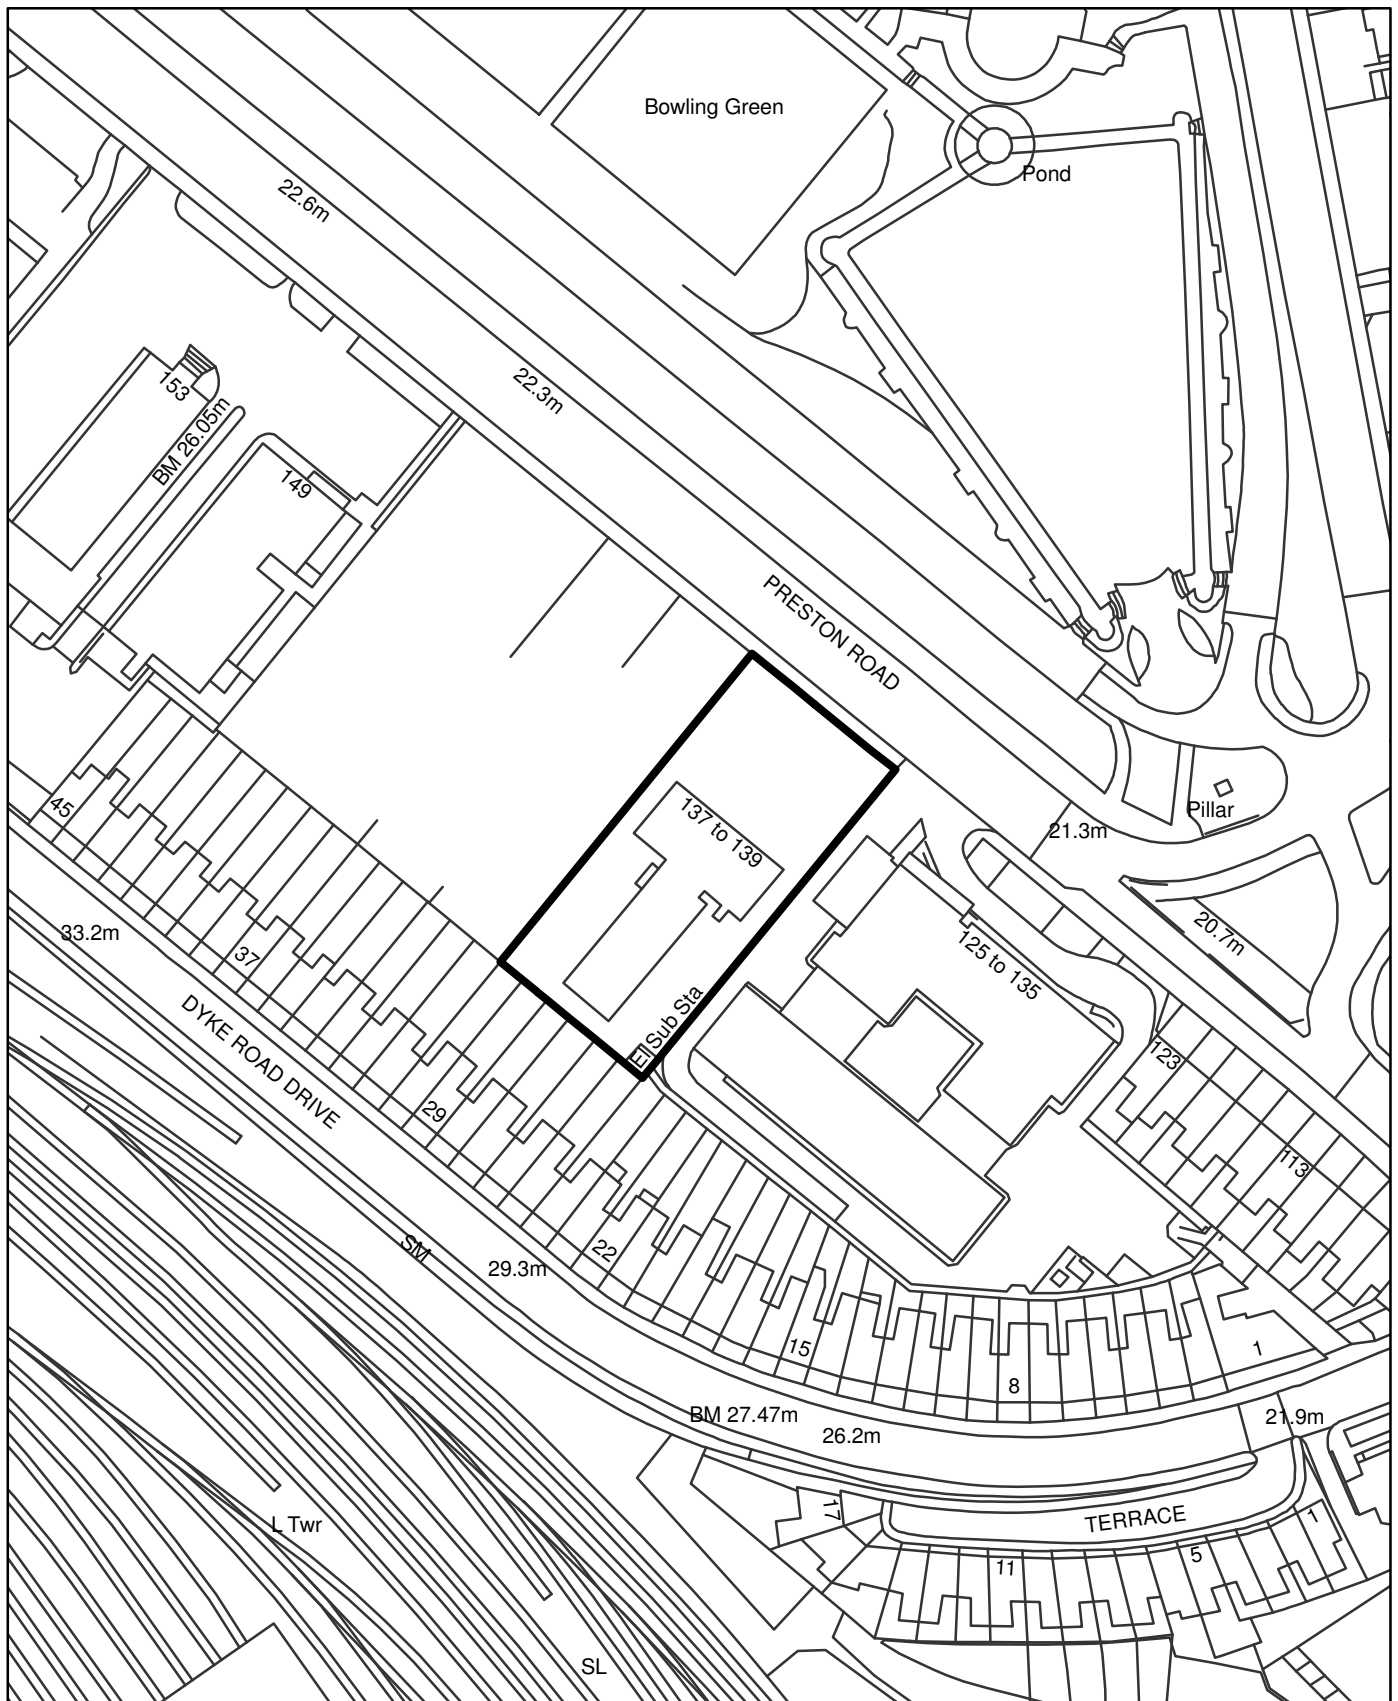 Bowling Green
Pond
22.6m
22.3m
153
BM 26.05m
149
PRESTON ROAD
45
137 to 139
Pillar
21.3m
33.2m
37
125 to 135
20.7m
DYKE ROAD DRIVE
El Sub Sta
29
123
113
SM
29.3m
22
15
8
1
BM 27.47m
26.2m
21.9m
17
TERRACE
1
L Twr
11
5
SL